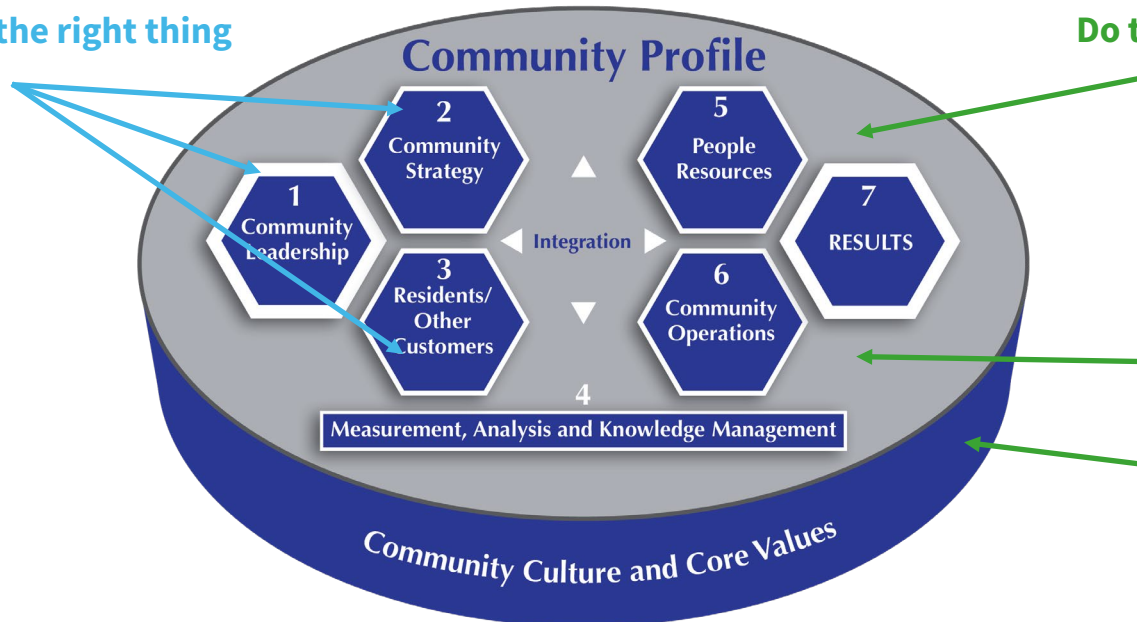 the right thing
Do t
Community Profile
1
Community
Leadership
2
Community
Strategy
3
Residents/
Other
Customers
Integration
5
People
Resources
6
Community
Operations
7
RESULTS
4
Measurement, Analysis and Knowledge Management
Community Culture and Core Values